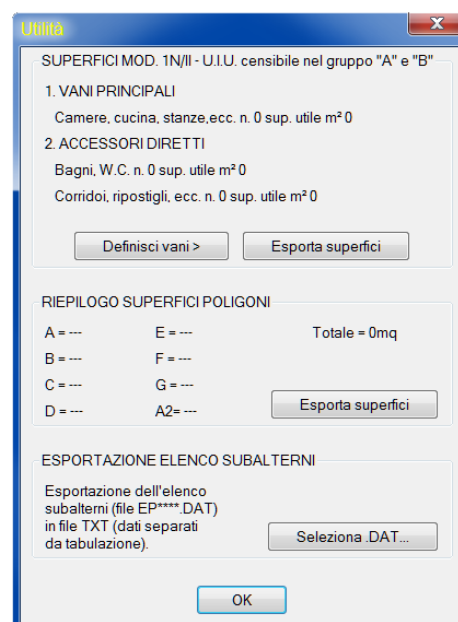 Utilità
X
SUPERFICI MOD. 1N/II - U.I.U. censibile nel gruppo "A" e "B"
1. VANI PRINCIPALI
Camere, cucina, stanze,ecc. n. 0 sup. utile m² 0
2. ACCESSORI DIRETTI
Bagni, W.C. n. 0 sup. utile m² 0
Corridoi, ripostigli, ecc. n. 0 sup. utile m² 0
Definisci vani > Esporta superfici
RIEPILOGO SUPERFICI POLIGONI
A = --- E = --- Totale = 0mq
B = --- F = ---
C = --- G = ---
D = --- A2= --- Esporta superfici
ESPORTAZIONE ELENCO SUBALTERNI
Esportazione dell'elenco
subalterni (file EP****.DAT)
in file TXT (dati separati
da tabulazione).
Seleziona .DAT...
OK